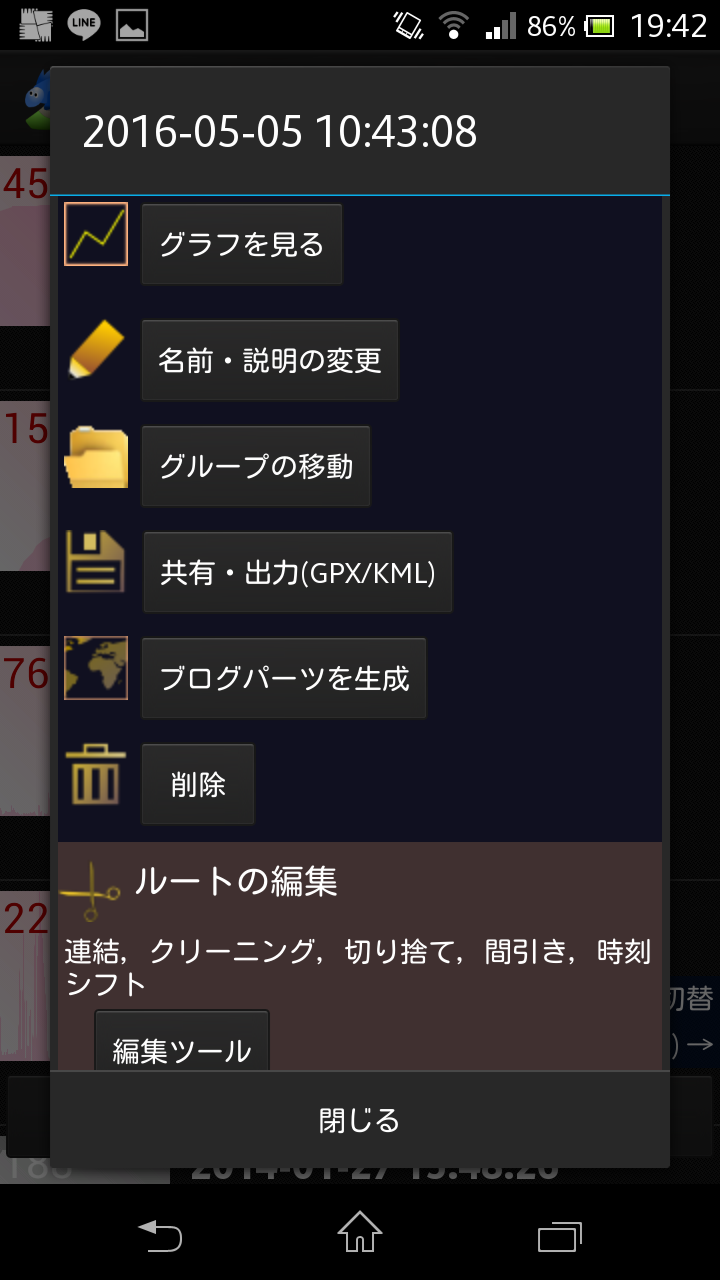 LINE 86% 19:42
2016-05-05 10:43:08
45
グラフを見る
名前・説明の変更
15
グループの移動
共有・出力(GPX/KML)
76
ブログパーツを生成
削除
ルートの編集
22
連結, クリーニング, 切り捨て, 間引き, 時刻
シフト
切替
)→
編集ツール
閉じる